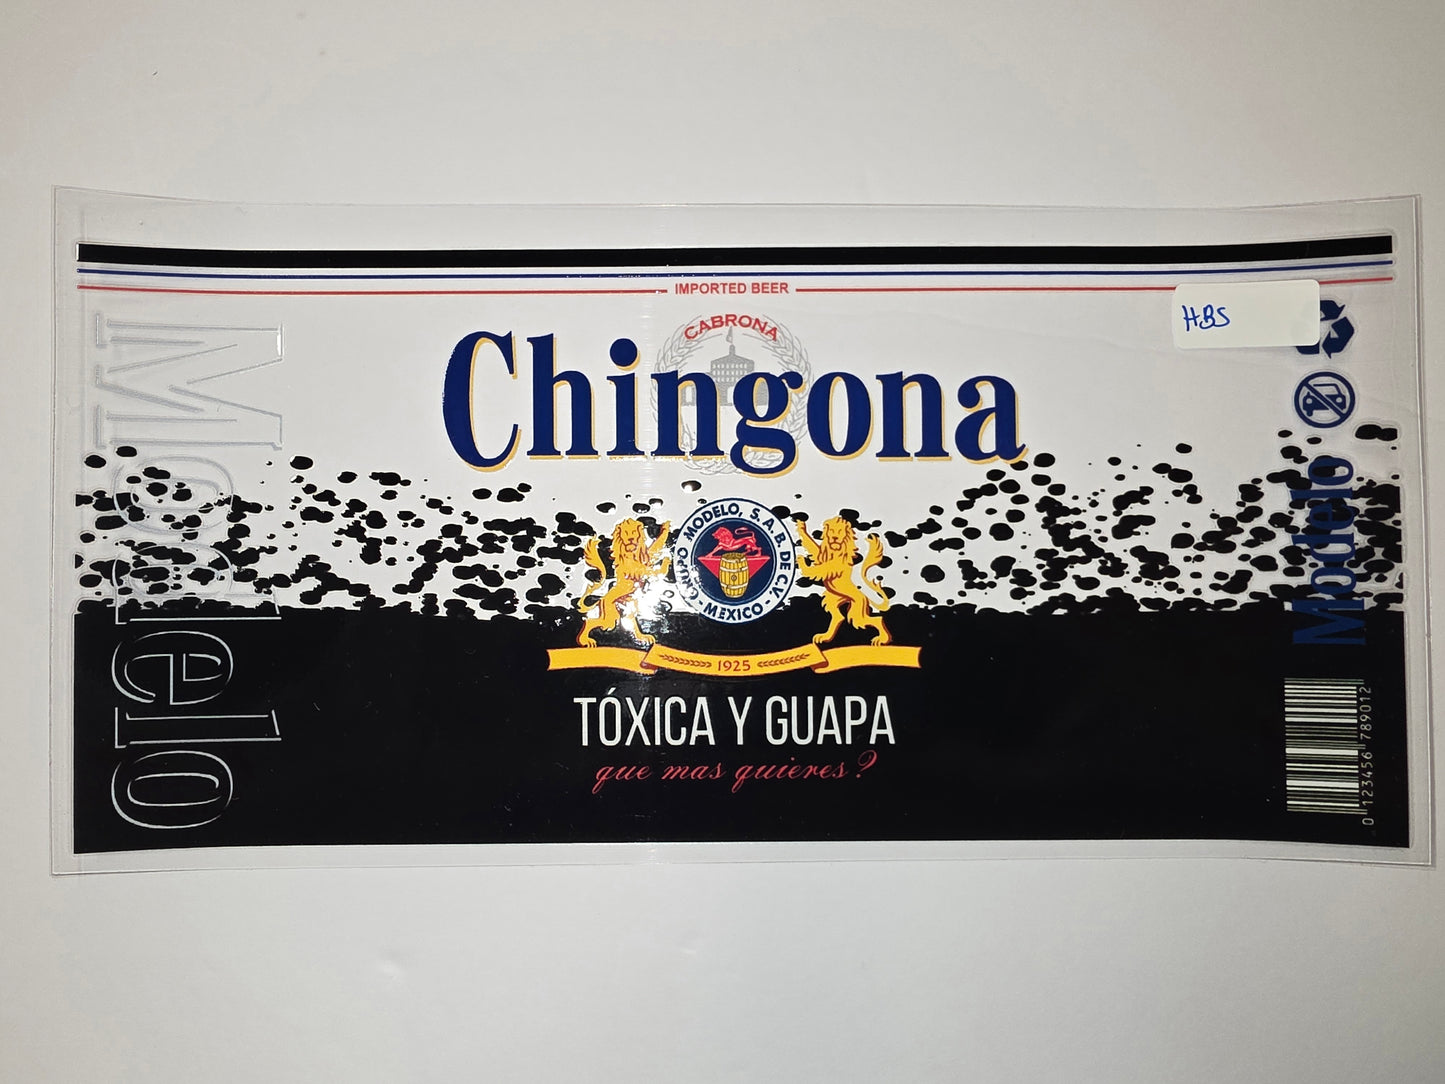 IMPORTED BEER
HBS
CABRONA
Chingona
GRUPO MODELO, S.A.B. DE C.V. - MEXICO -
1925
TÓXICA Y GUAPA
que mas quieres?
Modelo
Modelo
0 123456 789012